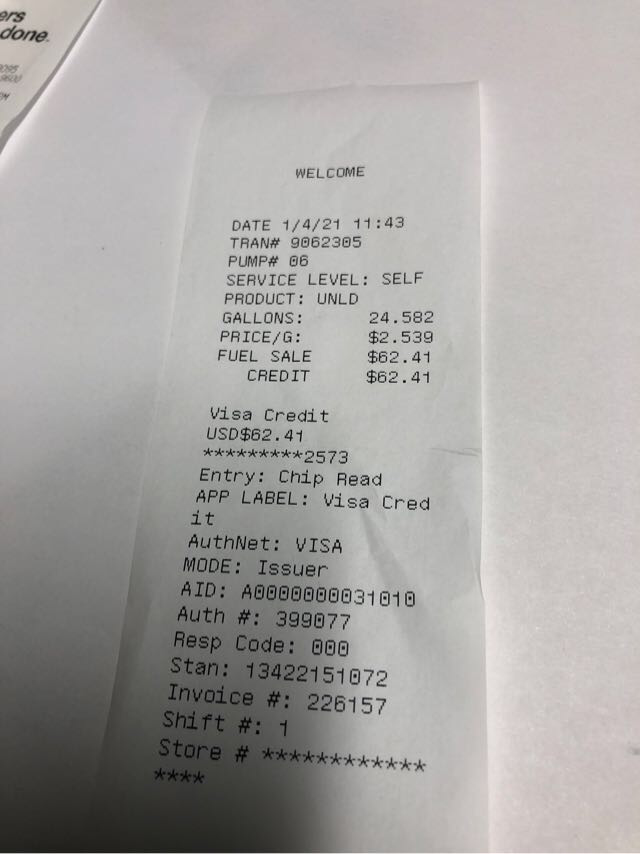 ers
done.
WELCOME
DATE 1/4/21 11:43
TRAN# 9062305
PUMP# 06
SERVICE LEVEL: SELF
PRODUCT: UNLD
GALLONS: 24.582
PRICE/G: $2.539
FUEL SALE $62.41
CREDIT $62.41
Visa Credit
USD$62.41
*********2573
Entry: Chip Read
APP LABEL: Visa Cred
it
AuthNet: VISA
MODE: Issuer
AID: A0000000031010
Auth #: 399077
Resp Code: 000
Stan: 13422151072
Invoice #: 226157
Shift #: 1
Store # ************
****